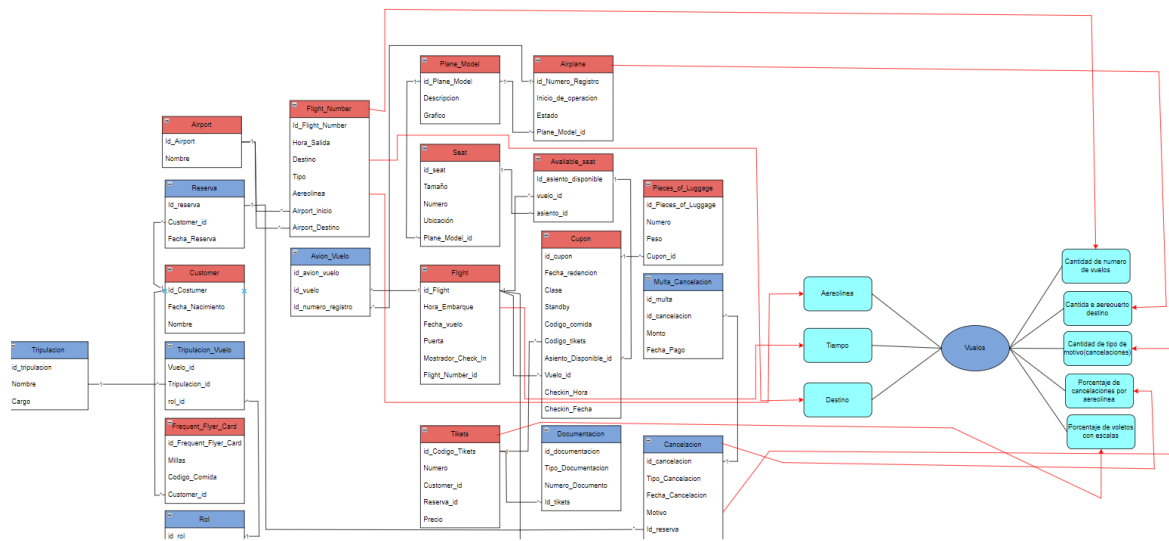 Plane_Model
id_Plane_Model
Descripcion
Grafico
Airplane
id_Numero_Registro
Inicio_de_operacion
Estado
Plane_Model_id
Flight_Number
Id_Flight_Number
Hora_Salida
Destino
Tipo
Aereolinea
Airport_inicio
Airport_Destino
Airport
Id_Airport
Nombre
Seat
id_seat
Tamaño
Numero
Ubicación
Plane_Model_id
Available_seat
Id_asiento_disponible
vuelo_id
asiento_id
Pieces_of_Luggage
id_Pieces_of_Luggage
Numero
Peso
Cupon_id
Reserva
Id_reserva
Customer_id
Fecha_Reserva
Cupon
id_cupon
Fecha_redencion
Clase
Standby
Codigo_comida
Codigo_tikets
Asiento_Disponible_id
Vuelo_id
Checkin_Hora
Checkin_Fecha
Avion_Vuelo
id_avion_vuelo
id_vuelo
id_numero_registro
Customer
Id_Costumer
Fecha_Nacimiento
Nombre
Flight
id_Flight
Hora_Embarque
Fecha_vuelo
Puerta
Mostrador_Check_In
Flight_Number_id
Multa_Cancelacion
id_multa
id_cancelacion
Monto
Fecha_Pago
Tripulacion
id_tripulacion
Nombre
Cargo
Tripulacion_Vuelo
Vuelo_id
Tripulacion_id
rol_id
Frequent_Flyer_Card
id_Frequent_Flyer_Card
Millas
Codigo_Comida
Customer_id
Tikets
id_Codigo_Tikets
Numero
Customer_id
Reserva_id
Precio
Documentacion
id_documentacion
Tipo_Documentacion
Numero_Documento
Id_tikets
Cancelacion
id_cancelacion
Tipo_Cancelacion
Fecha_Cancelacion
Motivo
Id_reserva
Rol
id_rol
Aereolinea
Tiempo
Destino
Vuelos
Cantidad de numero
de vuelos
Cantida e aereouerto
destino
Cantidad de tipo de
motivo(cancelaciones)
Porcentaje de
cancelaciones por
aereolinea
Porcentaje de voletos
con escalas